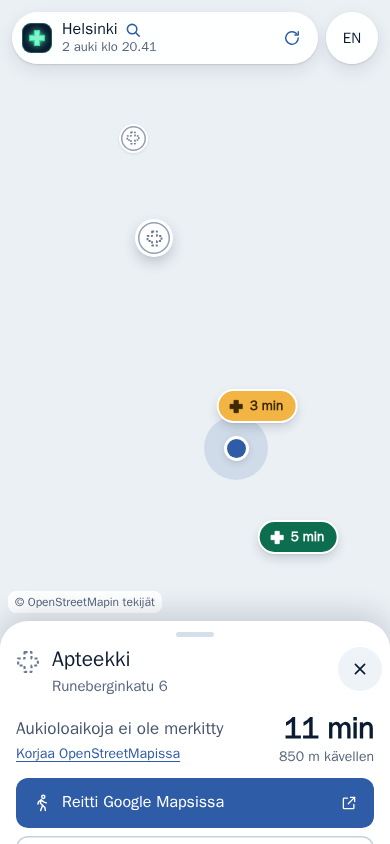 Helsinki
2 auki klo 20.41
EN
3 min
5 min
© OpenStreetMapin tekijät
Apteekki
Runeberginkatu 6
Aukioloaikoja ei ole merkitty
11 min
Korjaa OpenStreetMapissa
850 m kävellen
Reitti Google Mapsissa